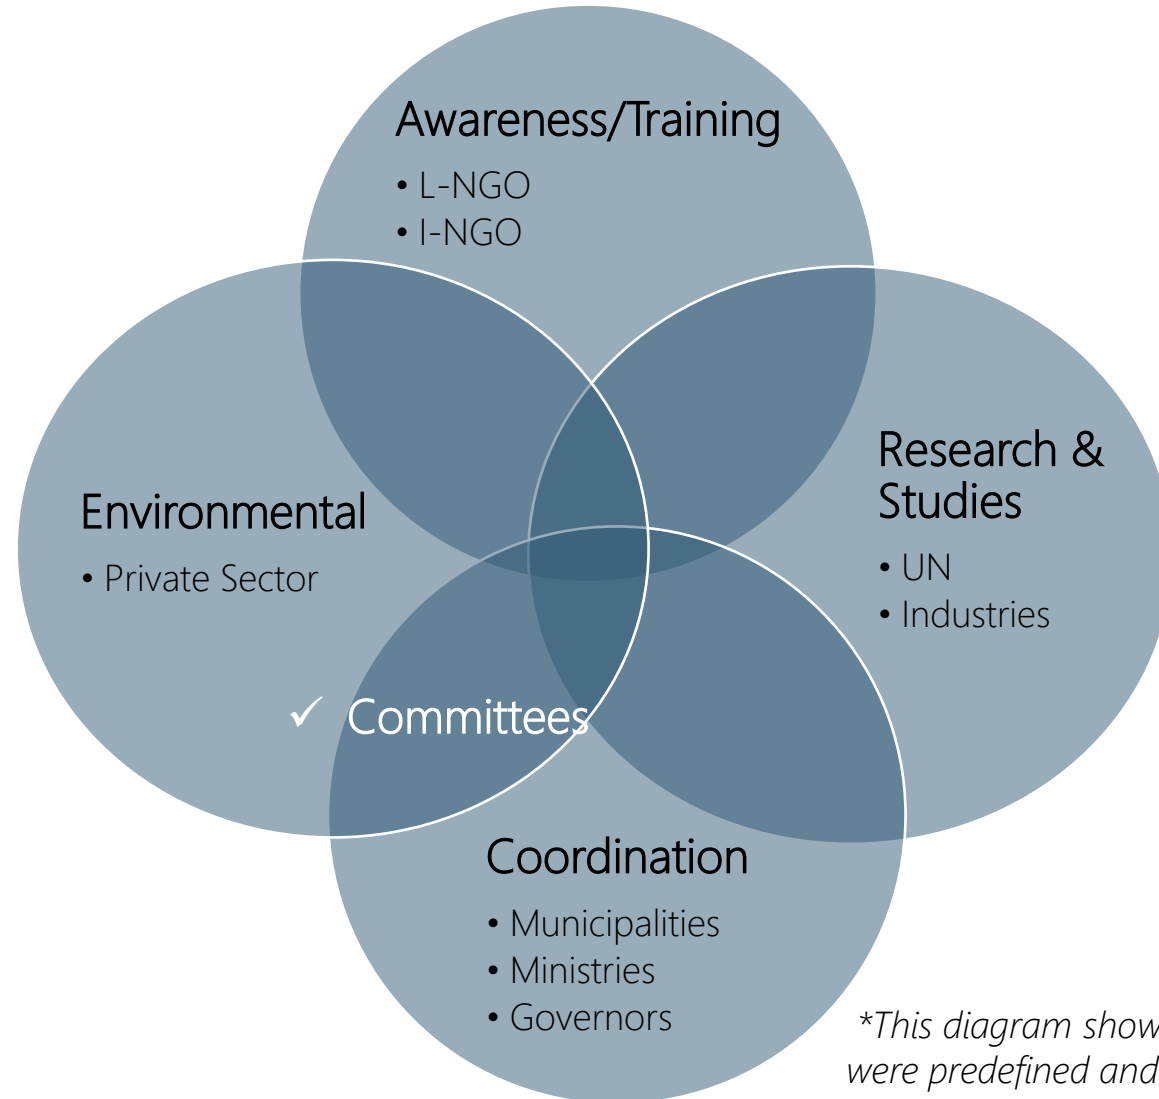 Awareness/Training
• L-NGO
• I-NGO
Research &
Studies
• UN
• Industries
Environmental
• Private Sector
✓ Committees
Coordination
• Municipalities
• Ministries
• Governors
*This diagram show
were predefined and